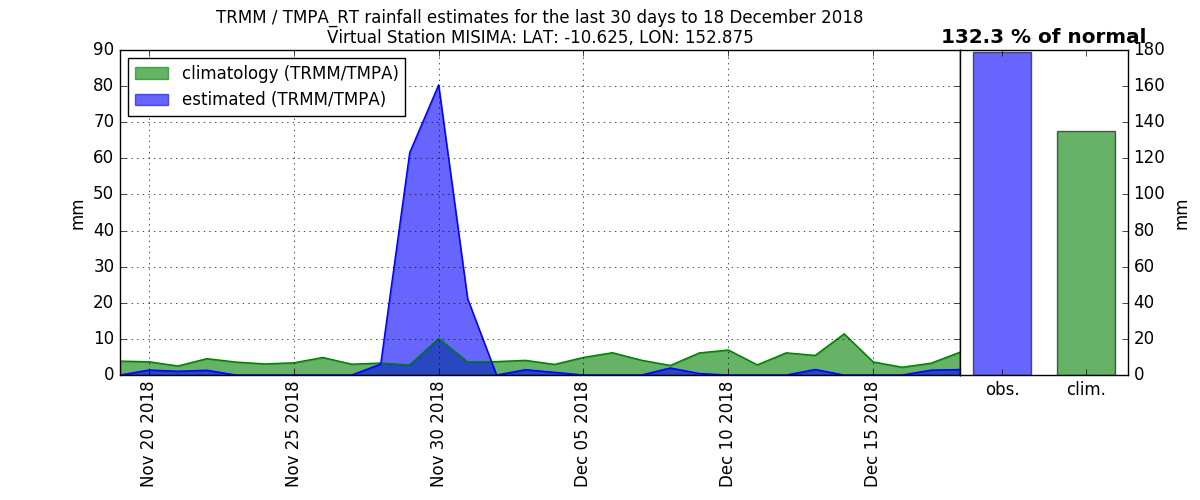 TRMM / TMPA_RT rainfall estimates for the last 30 days to 18 December 2018
Virtual Station MISIMA: LAT: -10.625, LON: 152.875
132.3 % of normal
climatology (TRMM/TMPA)
estimated (TRMM/TMPA)
mm
90
80
70
60
50
40
30
20
10
0
Nov 20 2018
Nov 25 2018
Nov 30 2018
Dec 05 2018
Dec 10 2018
Dec 15 2018
obs.
clim.
180
160
140
120
100
80
60
40
20
0
mm